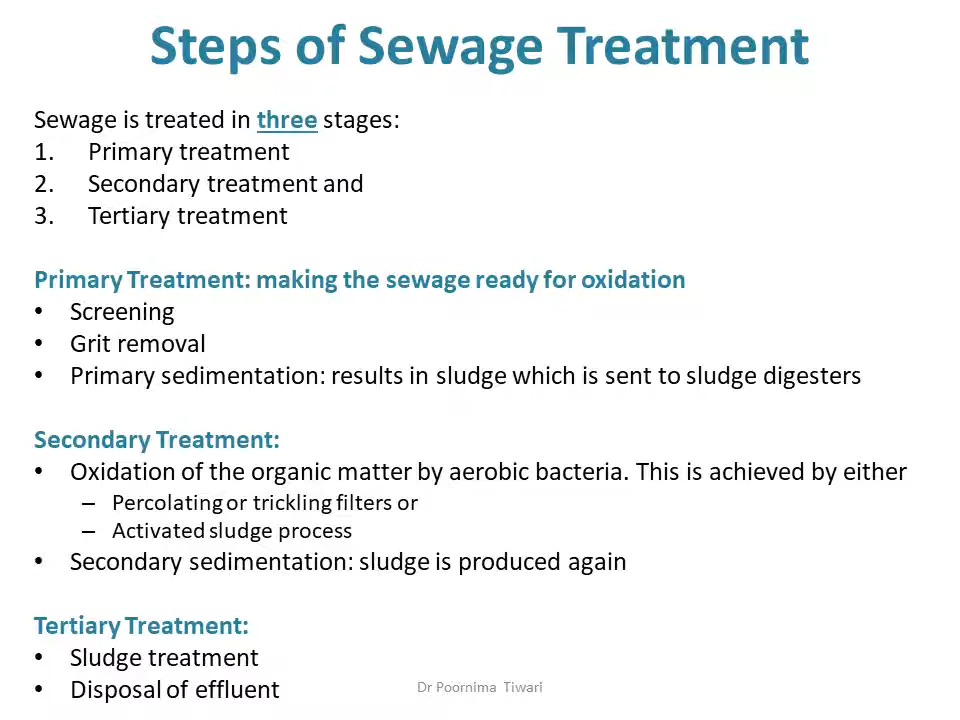 Steps of Sewage Treatment
Sewage is treated in three stages:
1. Primary treatment
2. Secondary treatment and
3. Tertiary treatment
Primary Treatment: making the sewage ready for oxidation
• Screening
• Grit removal
• Primary sedimentation: results in sludge which is sent to sludge digesters
Secondary Treatment:
• Oxidation of the organic matter by aerobic bacteria. This is achieved by either
– Percolating or trickling filters or
– Activated sludge process
• Secondary sedimentation: sludge is produced again
Tertiary Treatment:
• Sludge treatment
• Disposal of effluent
Dr Poornima Tiwari